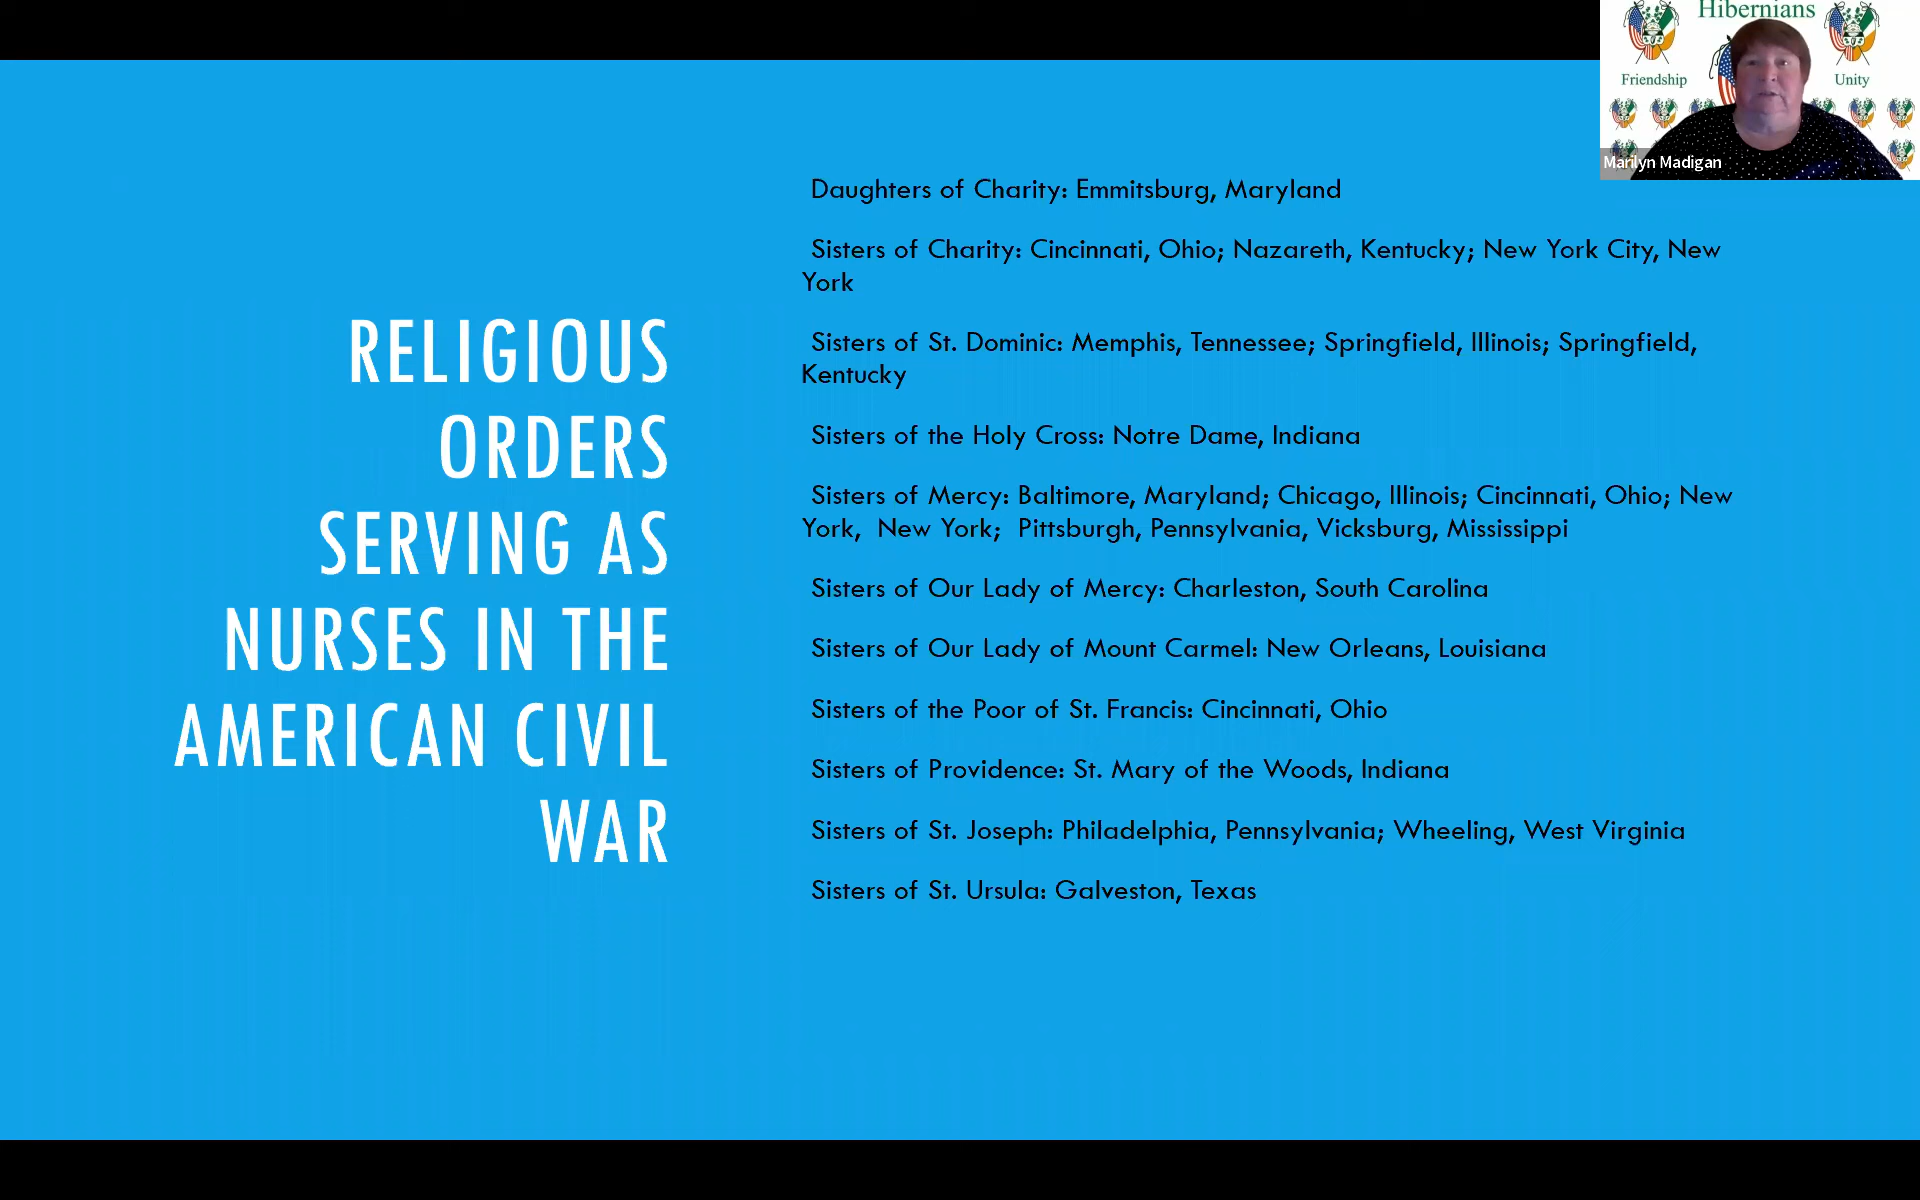 Hibernians
Friendship
Unity
Marilyn Madigan
RELIGIOUS
ORDERS
SERVING AS
NURSES IN THE
AMERICAN CIVIL
WAR
Daughters of Charity: Emmitsburg, Maryland
Sisters of Charity: Cincinnati, Ohio; Nazareth, Kentucky; New York City, New
York
Sisters of St. Dominic: Memphis, Tennessee; Springfield, Illinois; Springfield,
Kentucky
Sisters of the Holy Cross: Notre Dame, Indiana
Sisters of Mercy: Baltimore, Maryland; Chicago, Illinois; Cincinnati, Ohio; New
York, New York; Pittsburgh, Pennsylvania, Vicksburg, Mississippi
Sisters of Our Lady of Mercy: Charleston, South Carolina
Sisters of Our Lady of Mount Carmel: New Orleans, Louisiana
Sisters of the Poor of St. Francis: Cincinnati, Ohio
Sisters of Providence: St. Mary of the Woods, Indiana
Sisters of St. Joseph: Philadelphia, Pennsylvania; Wheeling, West Virginia
Sisters of St. Ursula: Galveston, Texas